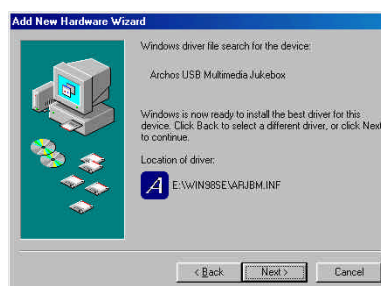 Add New Hardware Wizard
Windows driver file search for the device:
Archos USB Multimedia Jukebox
Windows is now ready to install the best driver for this
device. Click Back to select a different driver, or click Next
to continue.
Location of driver:
A E:\WIN98SE\ARJBM.INF
< Back Next > Cancel